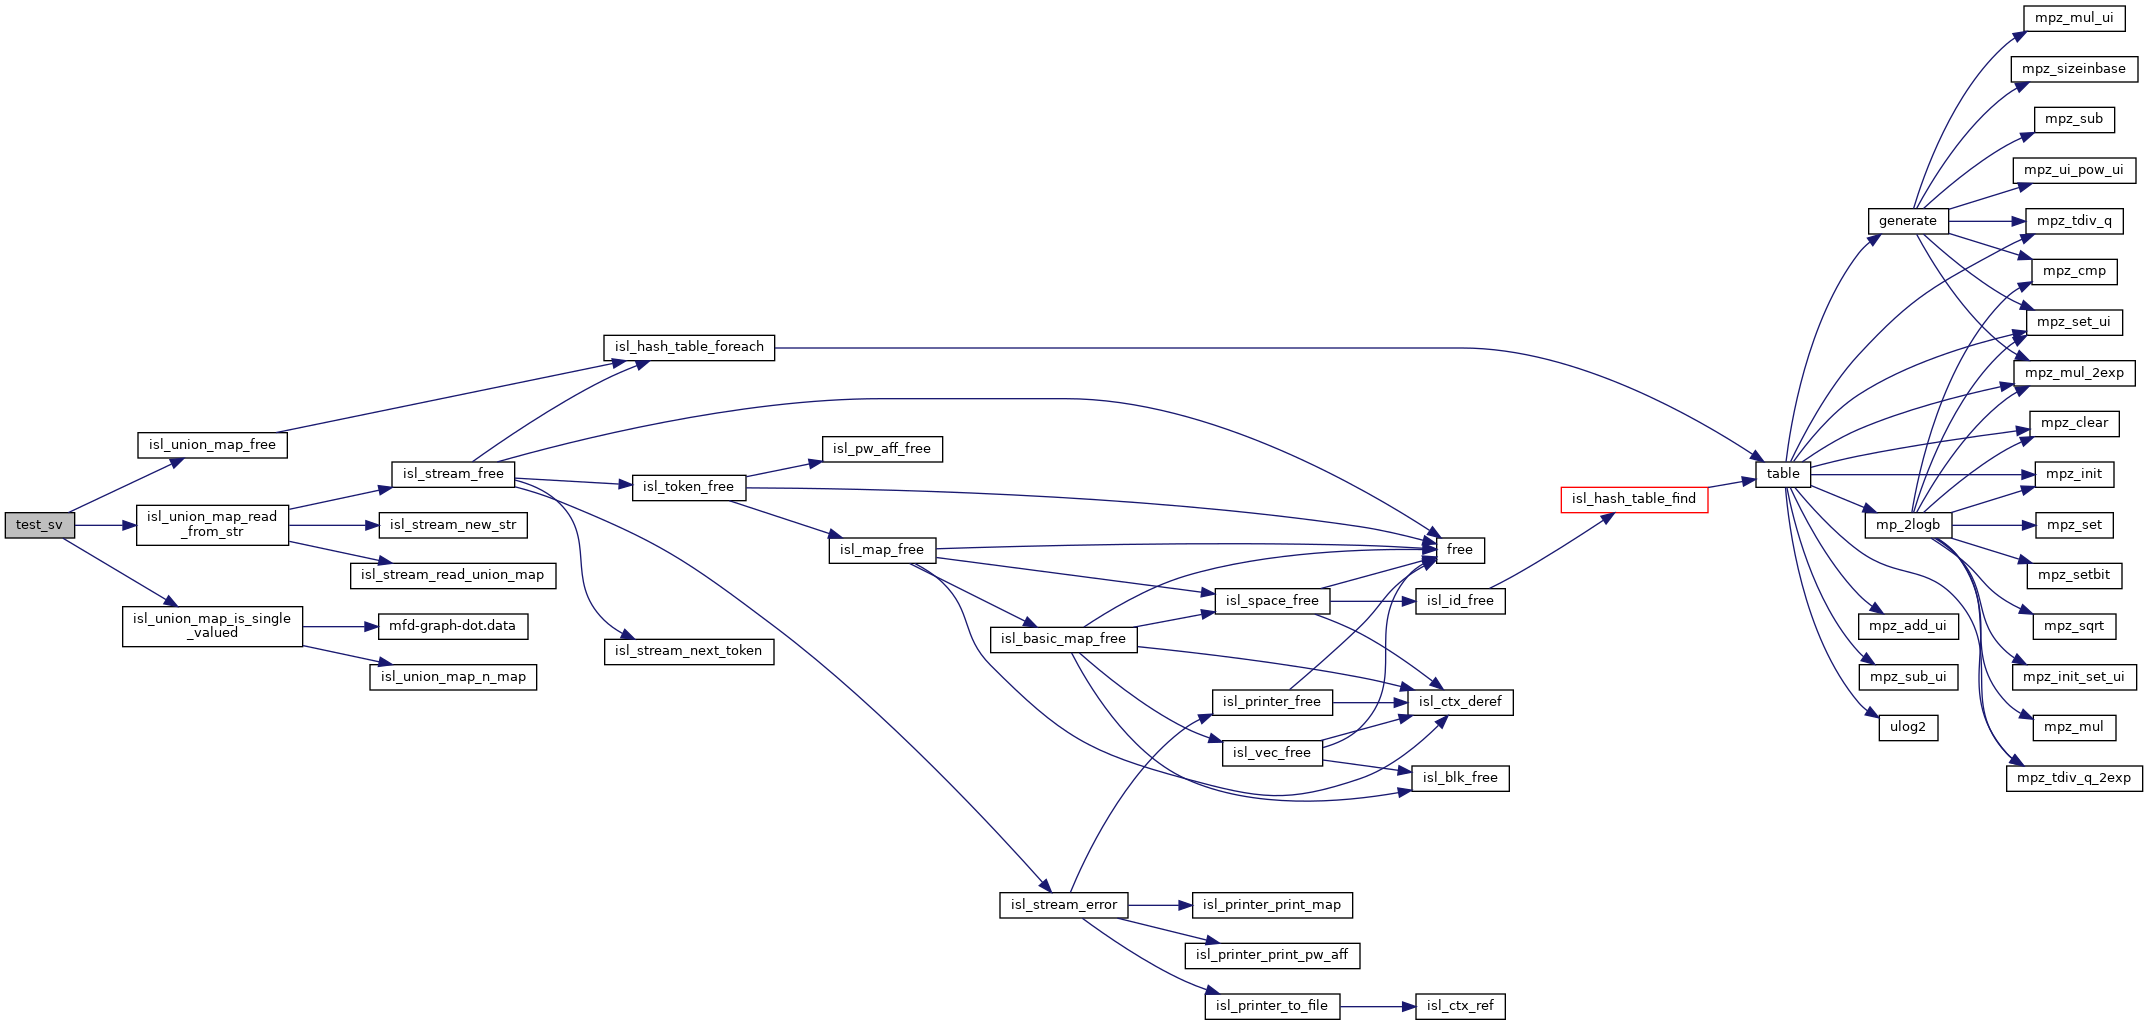 test_sv
isl_union_map_free
isl_union_map_read
_from_str
isl_union_map_is_single
_valued
isl_stream_free
isl_stream_new_str
isl_stream_read_union_map
mfd-graph-dot.data
isl_union_map_n_map
isl_hash_table_foreach
isl_token_free
isl_stream_next_token
isl_pw_aff_free
isl_map_free
isl_basic_map_free
isl_stream_error
isl_space_free
isl_printer_free
isl_vec_free
isl_printer_print_map
isl_printer_print_pw_aff
isl_printer_to_file
free
isl_id_free
isl_ctx_deref
isl_blk_free
isl_ctx_ref
isl_hash_table_find
table
generate
mp_2logb
mpz_add_ui
mpz_sub_ui
ulog2
mpz_mul_ui
mpz_sizeinbase
mpz_sub
mpz_ui_pow_ui
mpz_tdiv_q
mpz_cmp
mpz_set_ui
mpz_mul_2exp
mpz_clear
mpz_init
mpz_set
mpz_setbit
mpz_sqrt
mpz_init_set_ui
mpz_mul
mpz_tdiv_q_2exp